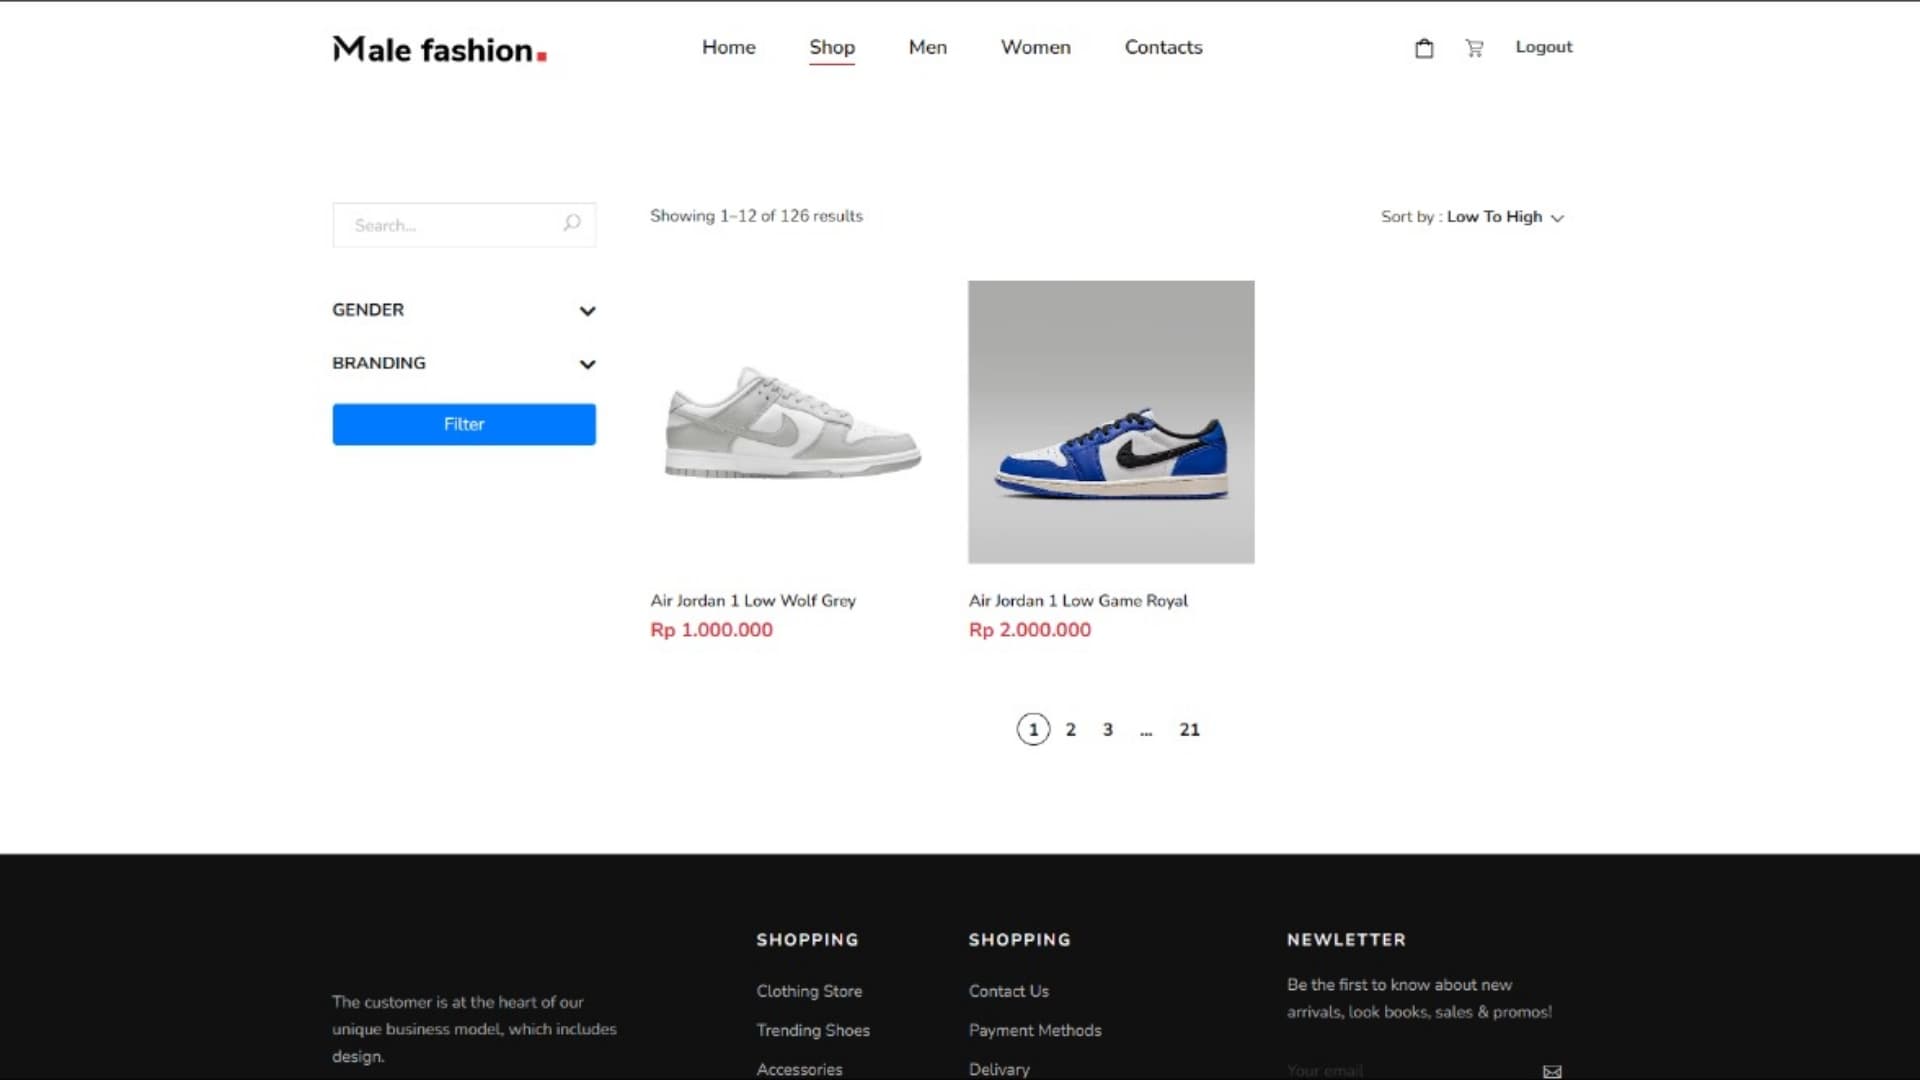 Male fashion.
Home Shop Men Women Contacts
Logout
Search...
Showing 1–12 of 126 results
Sort by : Low To High
GENDER
BRANDING
Filter
Air Jordan 1 Low Wolf Grey
Rp 1.000.000
Air Jordan 1 Low Game Royal
Rp 2.000.000
1 2 3 ... 21
The customer is at the heart of our
unique business model, which includes
design.
SHOPPING
Clothing Store
Trending Shoes
Accessories
SHOPPING
Contact Us
Payment Methods
Delivary
NEWLETTER
Be the first to know about new
arrivals, look books, sales & promos!
Your email